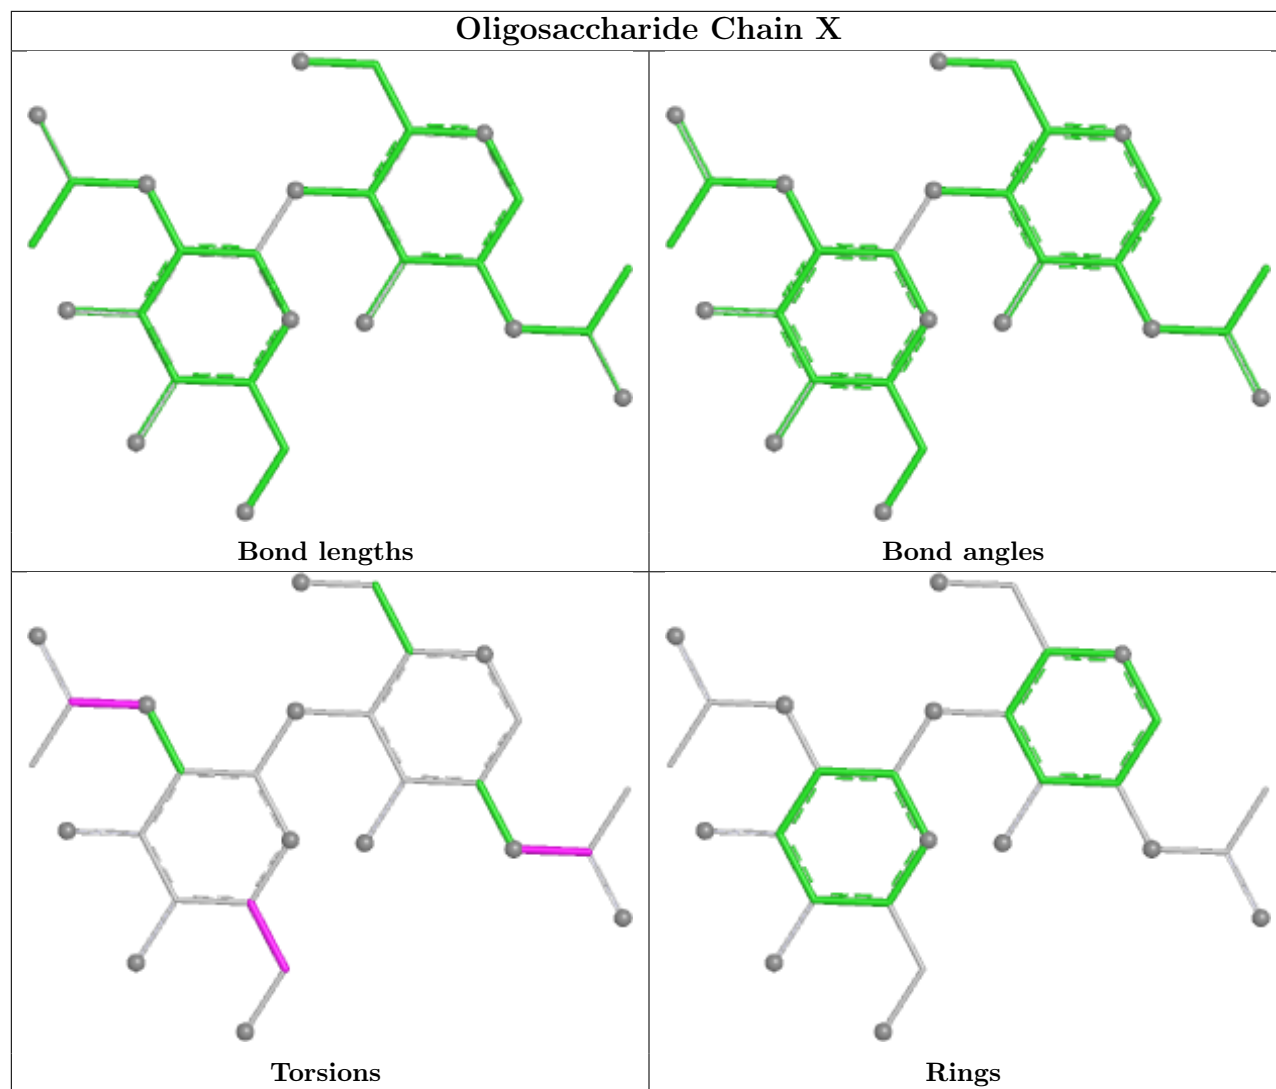 Oligosaccharide Chain X
Bond lengths
Bond angles
Torsions
Rings